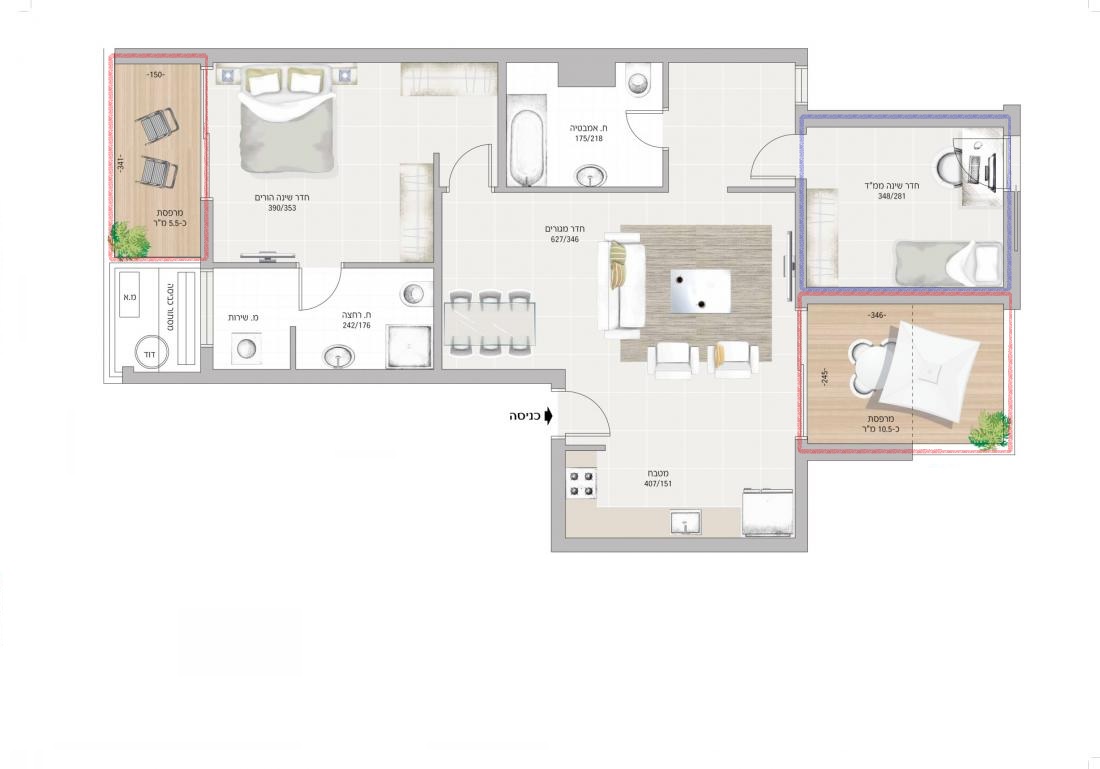 -150-
-341-
מרפסת
כ-5.5 מ"ר
חדר שינה הורים
390/353
ח. אמבטיה
175/218
חדר מגורים
627/346
חדר שינה ממ"ד
348/281
מ.א
מסתור כביסה
דוד
מ. שירות
ח. רחצה
242/176
-346-
-245-
מרפסת
כ-10.5 מ"ר
כניסה
מטבח
407/151